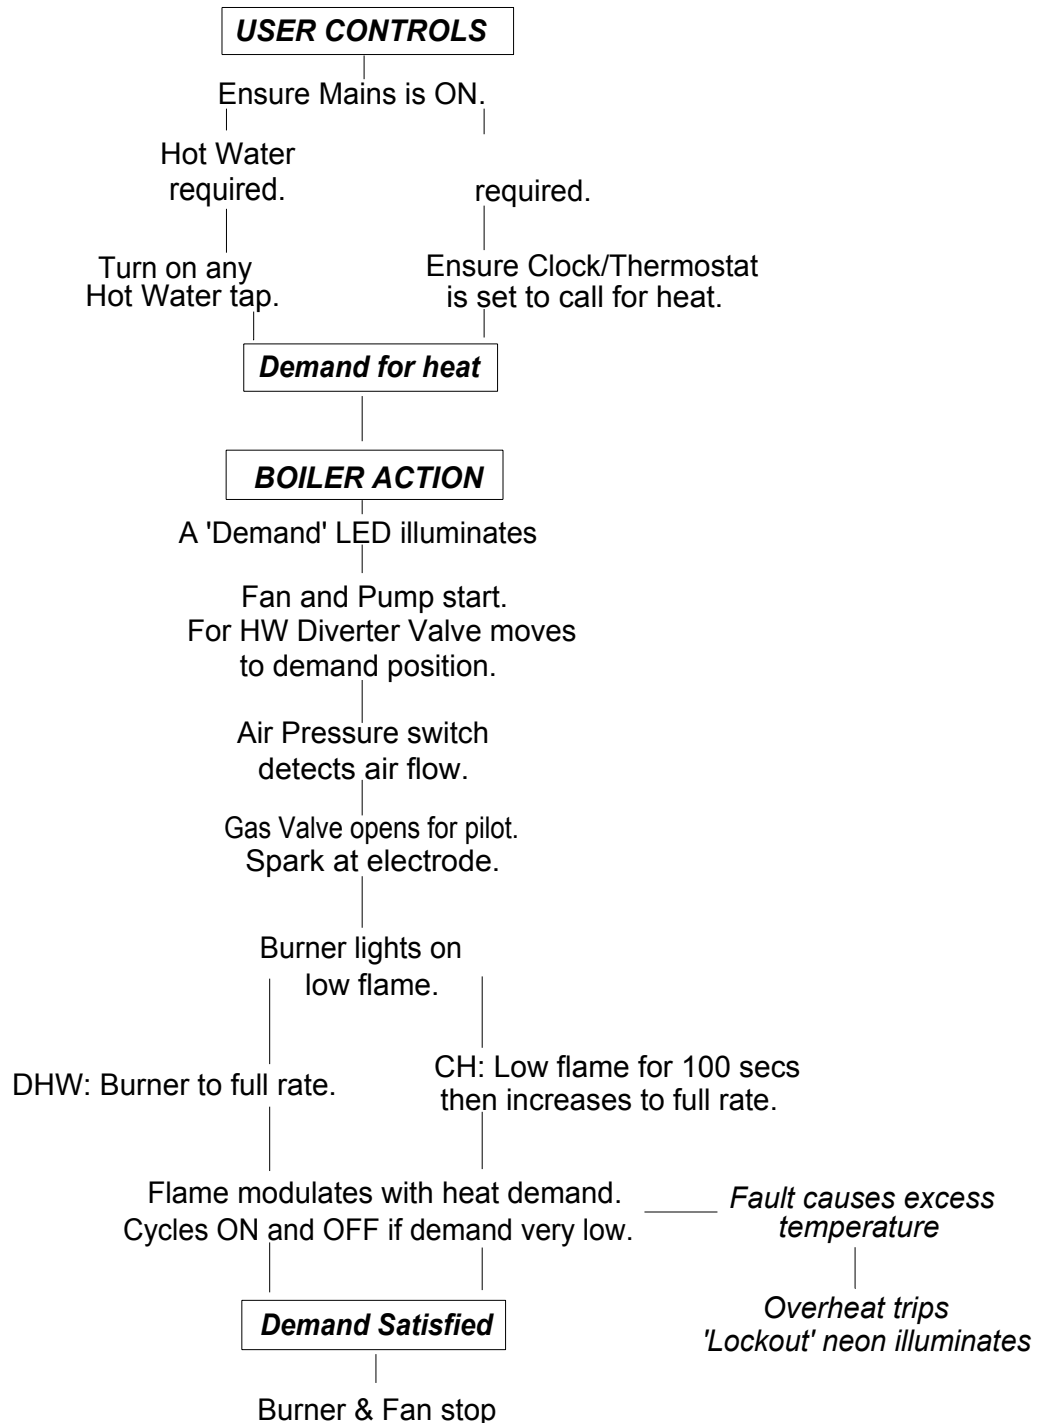 USER CONTROLS
Ensure Mains is ON.
Hot Water
required.
required.
Turn on any
Hot Water tap.
Ensure Clock/Thermostat
is set to call for heat.
Demand for heat
BOILER ACTION
A 'Demand' LED illuminates
Fan and Pump start.
For HW Diverter Valve moves
to demand position.
Air Pressure switch
detects air flow.
Gas Valve opens for pilot.
Spark at electrode.
Burner lights on
low flame.
DHW: Burner to full rate.
CH: Low flame for 100 secs
then increases to full rate.
Flame modulates with heat demand.
Cycles ON and OFF if demand very low.
Fault causes excess
temperature
Overheat trips
'Lockout' neon illuminates
Demand Satisfied
Burner & Fan stop